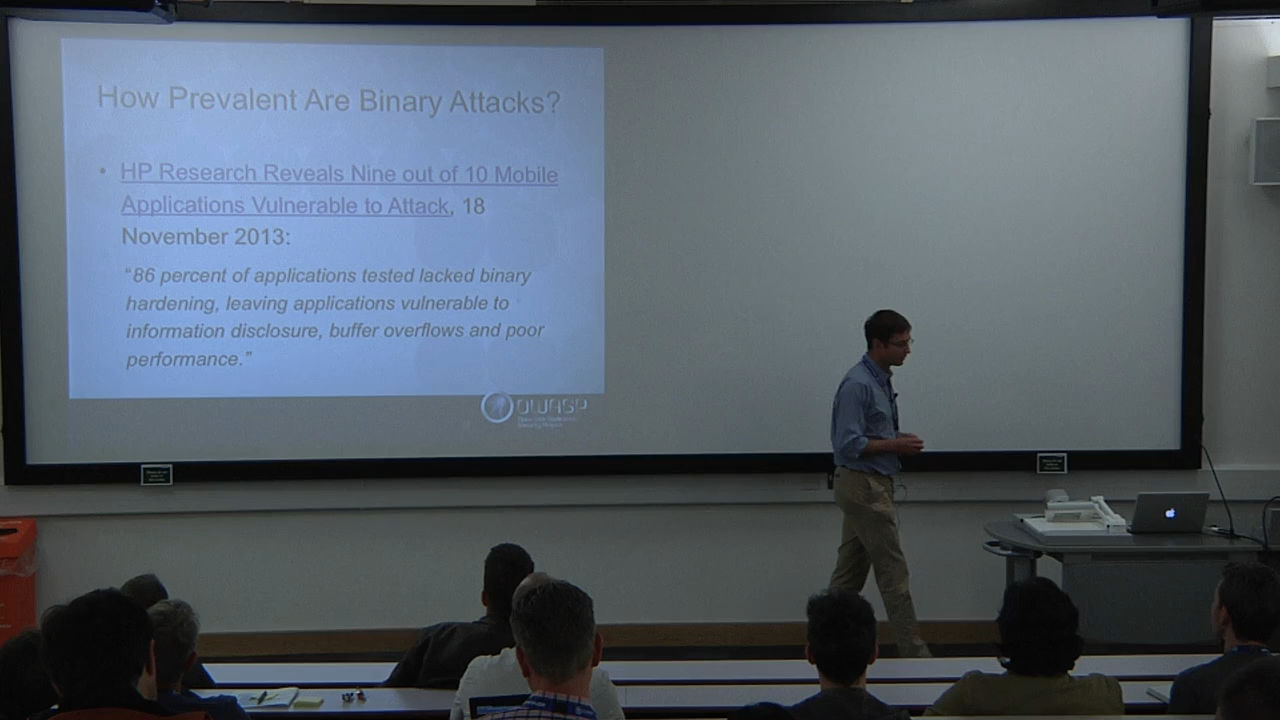 How Prevalent Are Binary Attacks?
• HP Research Reveals Nine out of 10 Mobile
Applications Vulnerable to Attack, 18
November 2013:
“86 percent of applications tested lacked binary
hardening, leaving applications vulnerable to
information disclosure, buffer overflows and poor
performance.”
OWASP